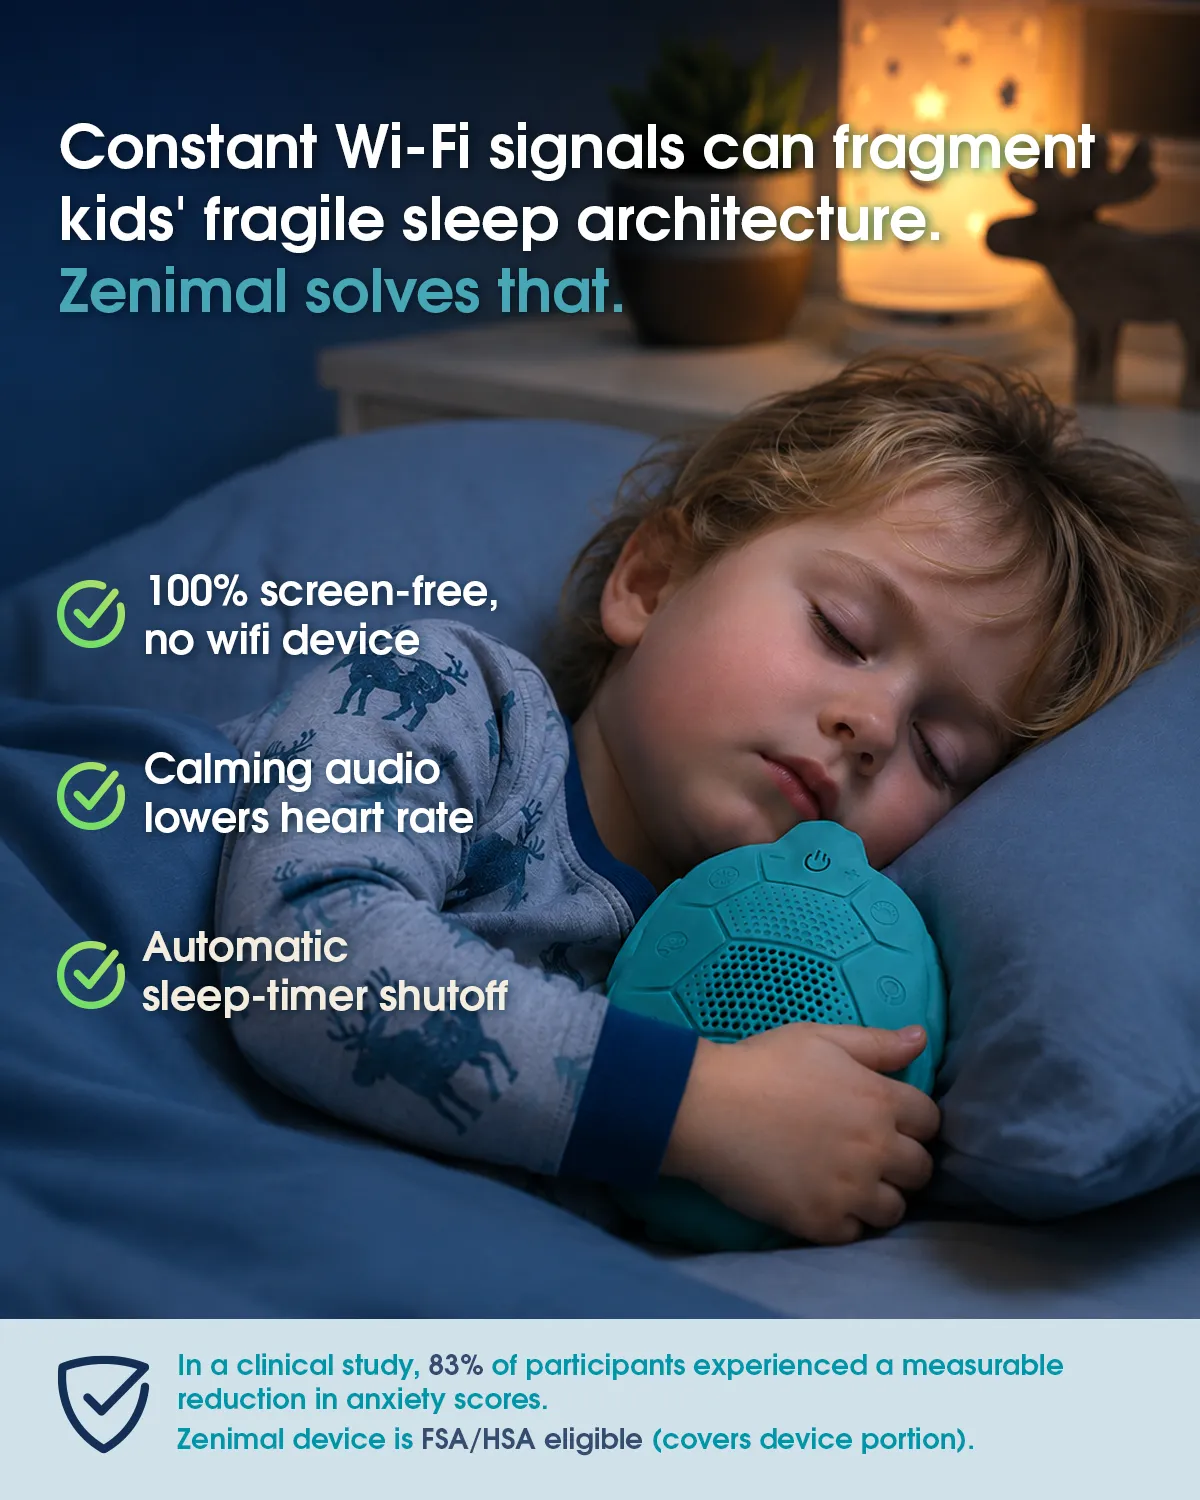 Constant Wi-Fi signals can fragment
kids' fragile sleep architecture.
Zenimal solves that.
100% screen-free,
no wifi device
Calming audio
lowers heart rate
Automatic
sleep-timer shutoff
In a clinical study, 83% of participants experienced a measurable
reduction in anxiety scores.
Zenimal device is FSA/HSA eligible (covers device portion).